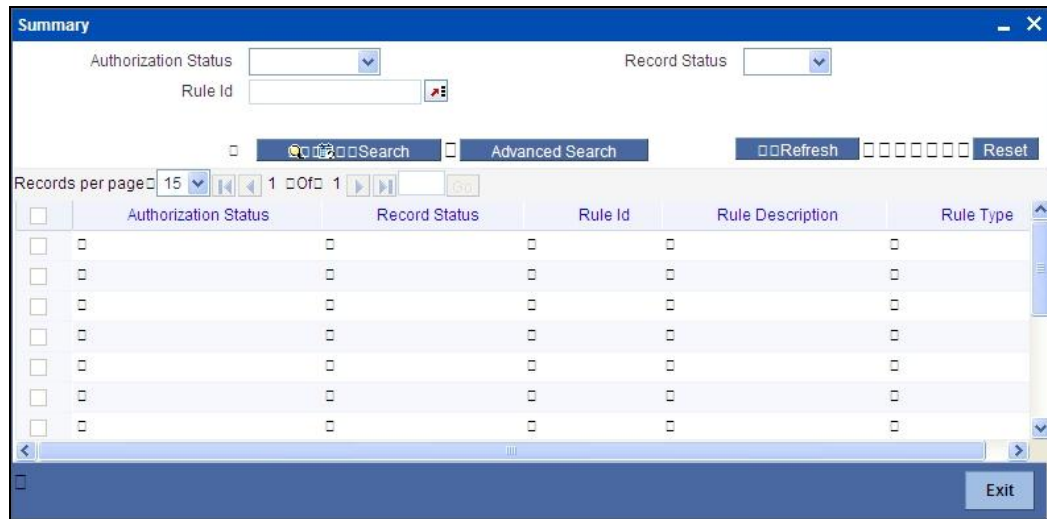 Summary
Authorization Status Record Status
Rule Id
Search Advanced Search Refresh Reset
Records per page 15 1 Of 1 Go
Authorization Status Record Status Rule Id Rule Description Rule Type
Exit